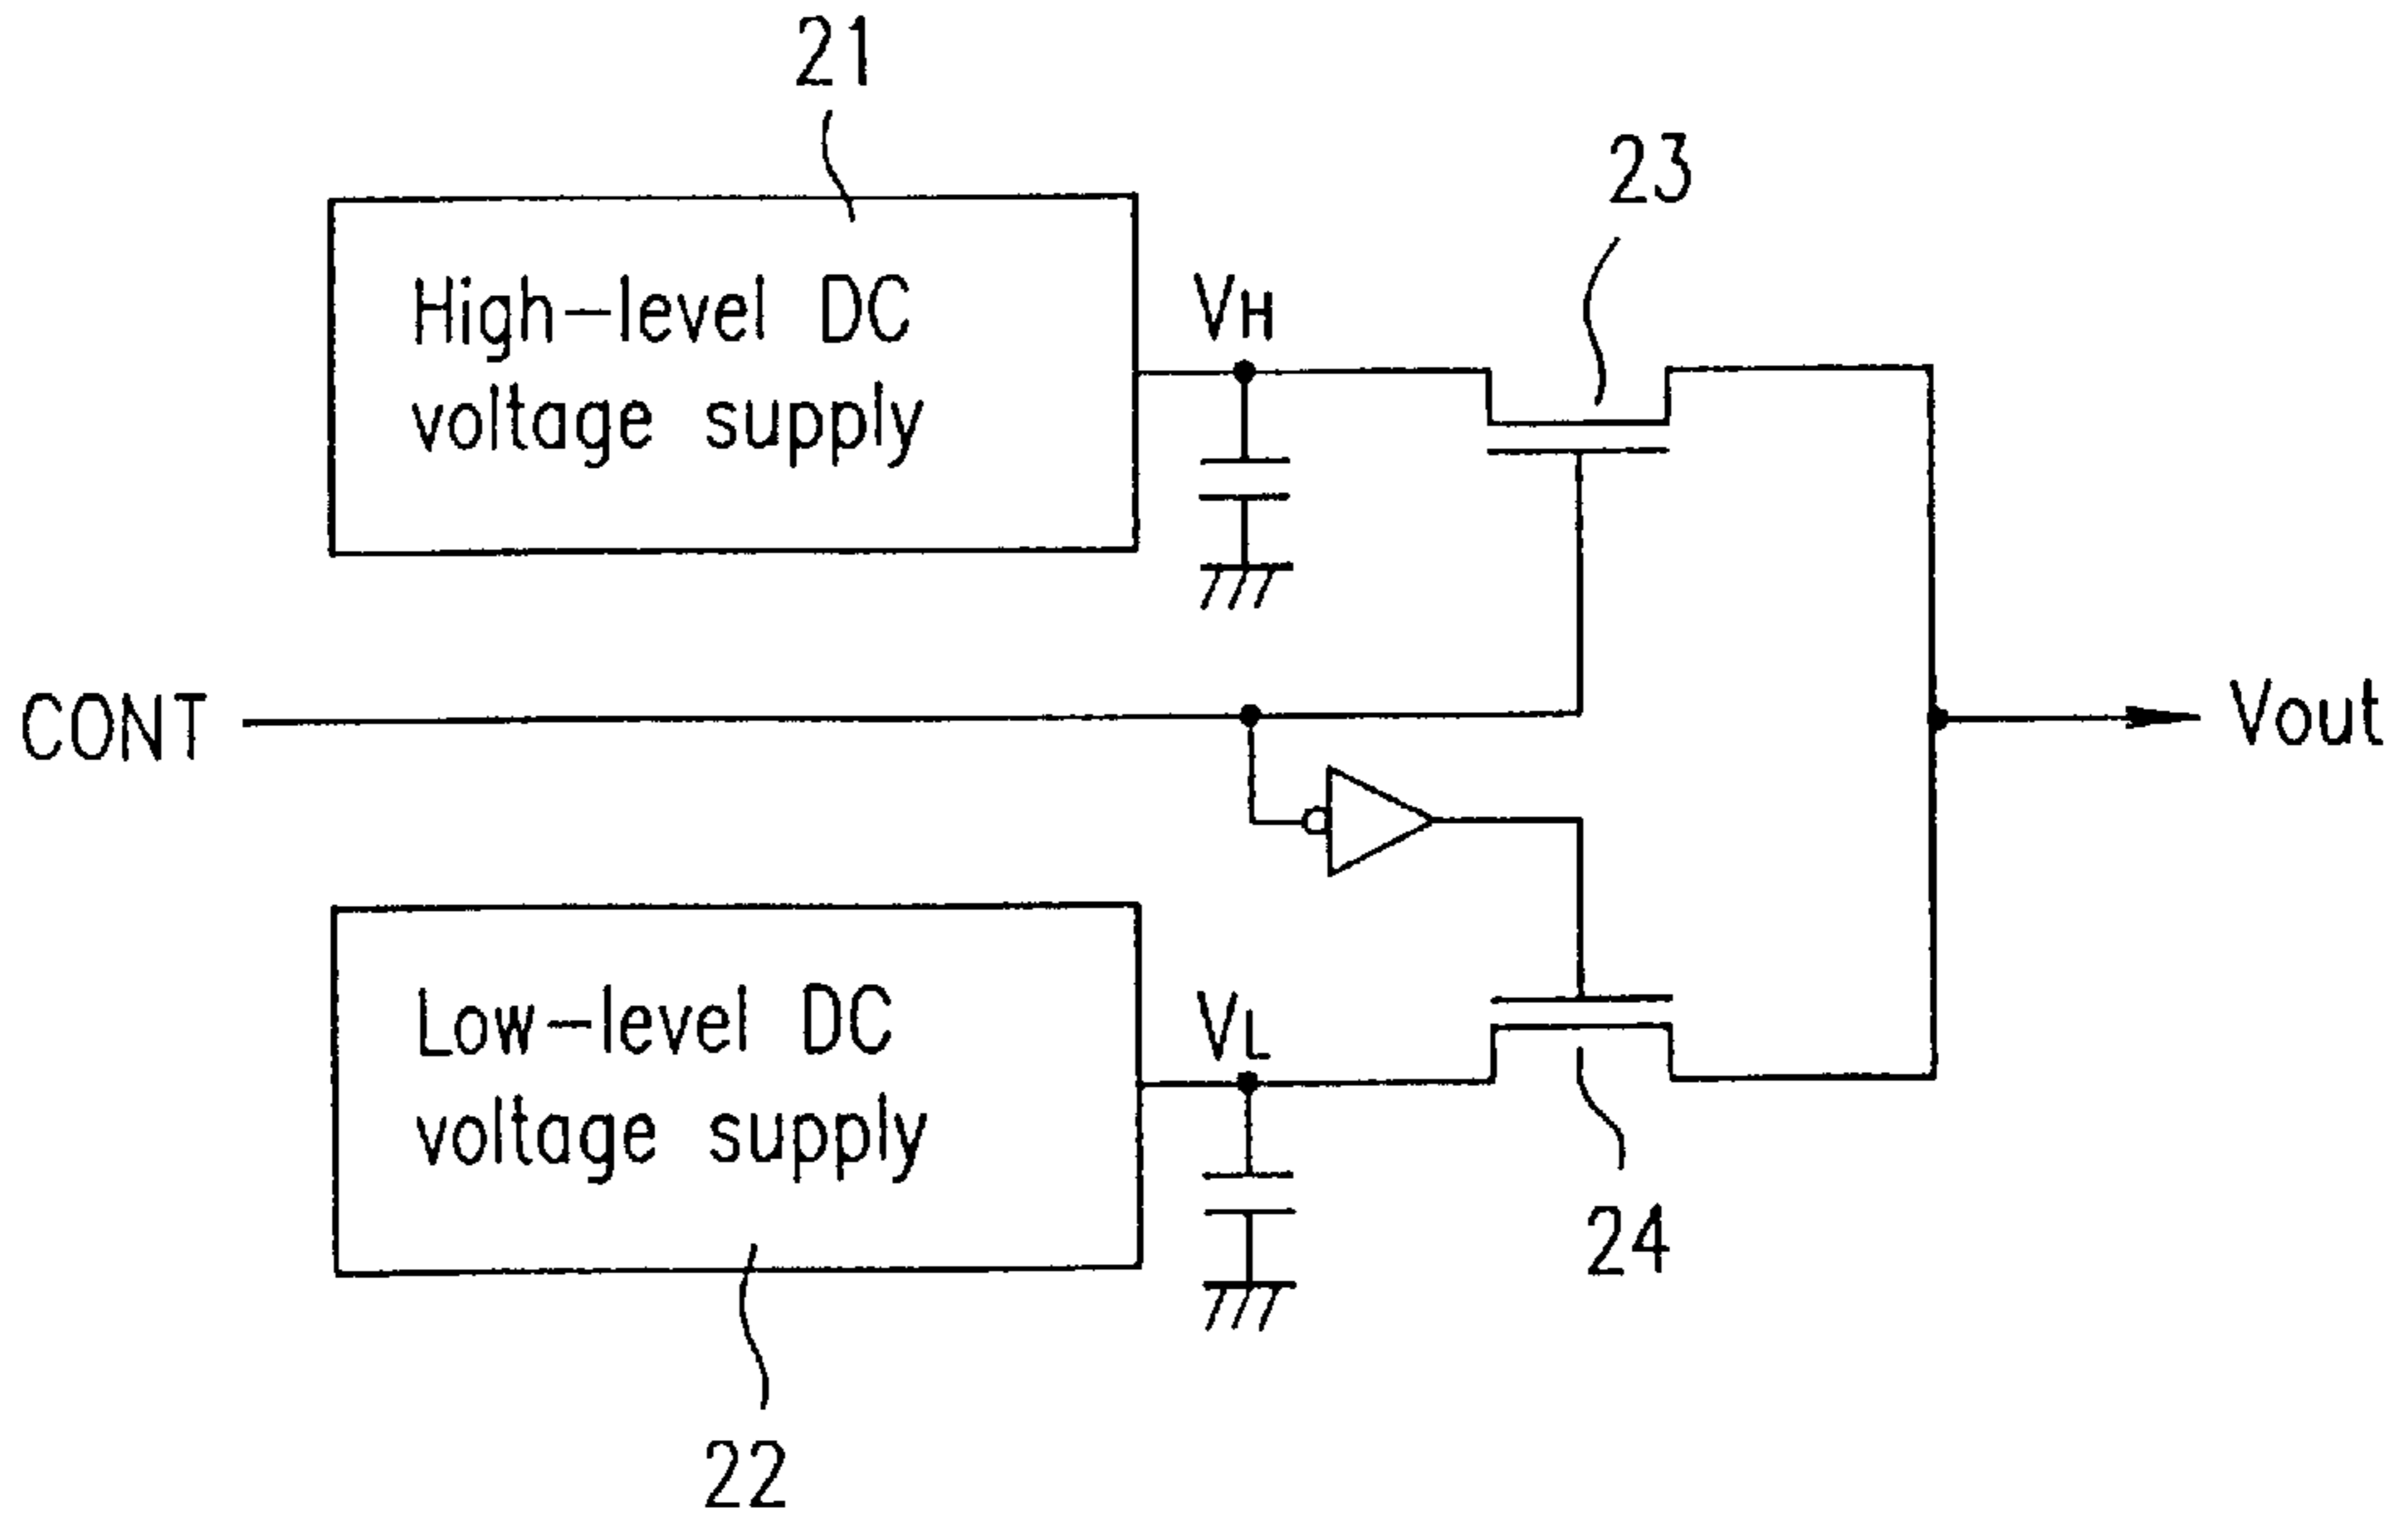 21
23
High-level DC
voltage supply
VH
CONT
Vout
Low-level DC
voltage supply
VL
24
22